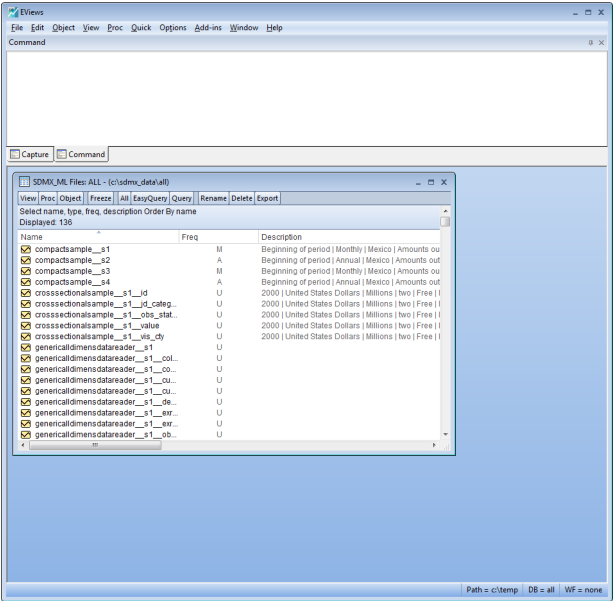 EViews
File Edit Object View Proc Quick Options Add-ins Window Help
Command
Capture Command
SDMX_ML Files: ALL - (c:\sdmx_data\all)
View Proc Object Freeze All EasyQuery Query Rename Delete Export
Select name, type, freq, description Order By name
Displayed: 136
Name Freq Description
compactsample__s1 M Beginning of period | Monthly | Mexico | Amounts ou
compactsample__s2 A Beginning of period | Annual | Mexico | Amounts out
compactsample__s3 M Beginning of period | Monthly | Mexico | Amounts ou
compactsample__s4 A Beginning of period | Annual | Mexico | Amounts out
crosssectionalsample__s1__id U 2000 | United States Dollars | Millions | two | Free |
crosssectionalsample__s1__jd_categ... U 2000 | United States Dollars | Millions | two | Free |
crosssectionalsample__s1__obs_stat... U 2000 | United States Dollars | Millions | two | Free |
crosssectionalsample__s1__value U 2000 | United States Dollars | Millions | two | Free |
crosssectionalsample__s1__vis_cty U 2000 | United States Dollars | Millions | two | Free |
genericalldimensdatareader__s1 U
genericalldimensdatareader__s1__col... U
genericalldimensdatareader__s1__co... U
genericalldimensdatareader__s1__cu... U
genericalldimensdatareader__s1__cu... U
genericalldimensdatareader__s1__de... U
genericalldimensdatareader__s1__exr... U
genericalldimensdatareader__s1__exr... U
genericalldimensdatareader__s1__ob... U
Path = c:\temp DB = all WF = none